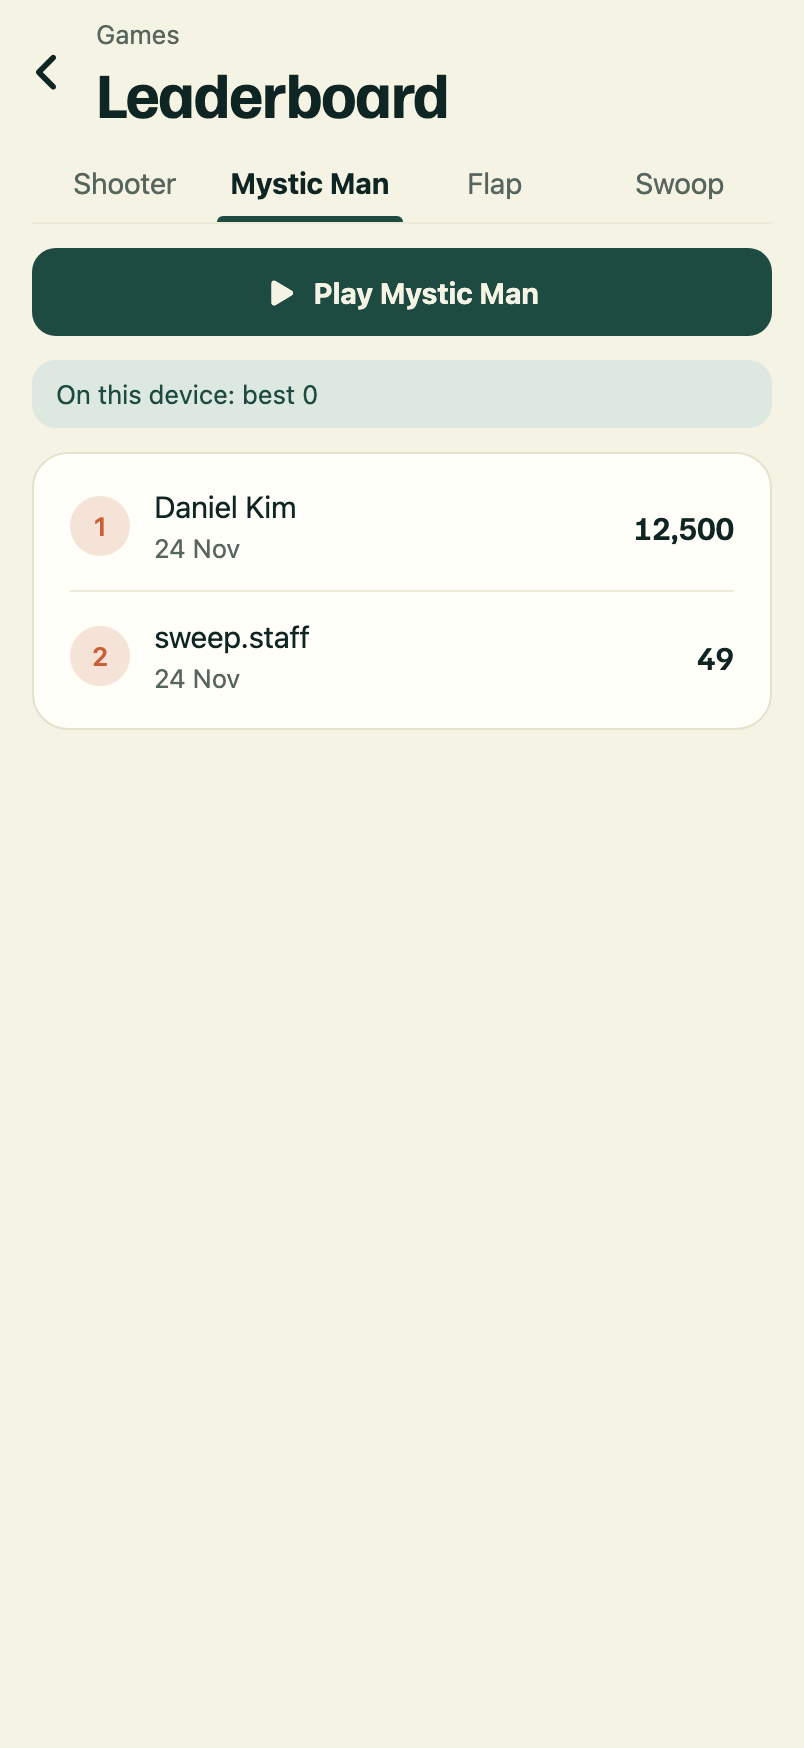 Games
Leaderboard
Shooter Mystic Man Flap Swoop
Play Mystic Man
On this device: best 0
1 Daniel Kim 12,500
24 Nov
2 sweep.staff 49
24 Nov